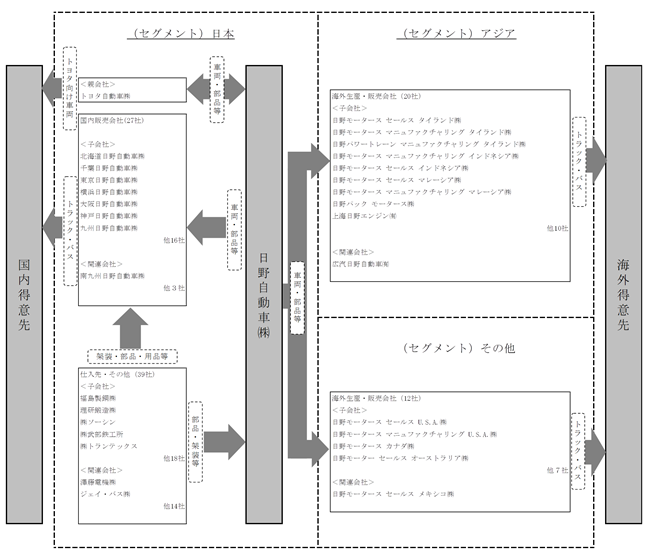 （セグメント）日本
（セグメント）アジア
国内得意先
トヨタ向け車両
＜親会社＞
トヨタ自動車㈱
車両・部品等
国内販売会社（27社）
＜子会社＞
北海道日野自動車㈱
千葉日野自動車㈱
東京日野自動車㈱
横浜日野自動車㈱
大阪日野自動車㈱
神戸日野自動車㈱
九州日野自動車㈱
他16社
＜関連会社＞
南九州日野自動車㈱
他３社
トラック・バス
車両・部品等
架装・部品・用品等
仕入先・その他（39社）
＜子会社＞
福島製鋼㈱
理研鍛造㈱
㈱ソーシン
㈱武部鉄工所
㈱トランテックス
他18社
＜関連会社＞
澤藤電機㈱
ジェイ・バス㈱
他14社
部品・架装等
日野自動車㈱
車両・部品等
海外生産・販売会社（20社）
＜子会社＞
日野モータース セールス タイランド㈱
日野モータース マニュファクチャリング タイランド㈱
日野パワートレーン マニュファクチャリング タイランド㈱
日野モータース マニュファクチャリング インドネシア㈱
日野モータース セールス インドネシア㈱
日野モータース セールス マレーシア㈱
日野モータース マニュファクチャリング マレーシア㈱
日野パック モータース㈱
上海日野エンジン㈲
他10社
＜関連会社＞
広汽日野自動車㈲
トラック・バス
（セグメント）その他
海外生産・販売会社（12社）
＜子会社＞
日野モータース セールス U.S.A.㈱
日野モータース マニュファクチャリング U.S.A.㈱
日野モータース カナダ㈱
日野モーター セールス オーストラリア㈱
他７社
＜関連会社＞
日野モータース セールス メキシコ㈱
トラック・バス
海外得意先